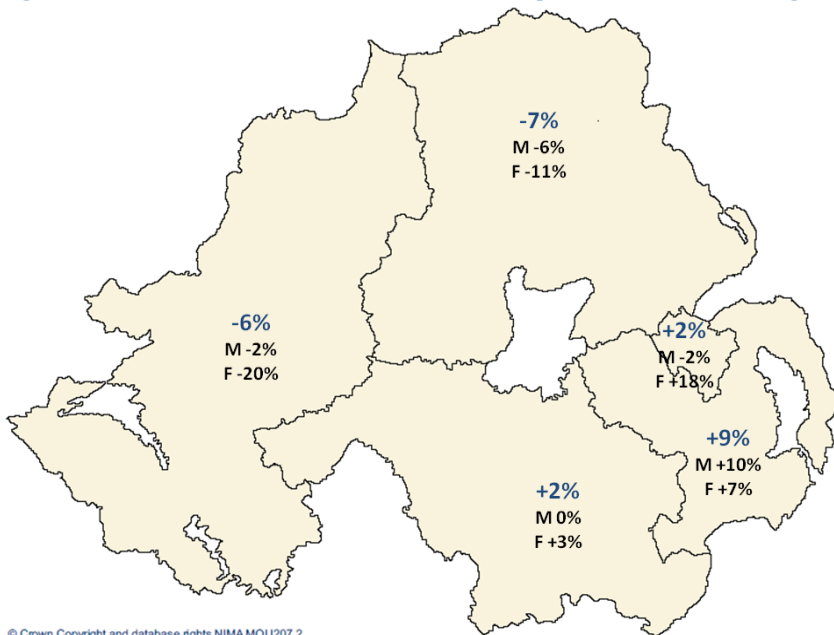 -7%
M -6%
F -11%
-6%
M -2%
F -20%
+2%
M -2%
F +18%
+9%
M +10%
F +7%
+2%
M 0%
F +3%
© Crown Copyright and database rights NIMA MOU207.2